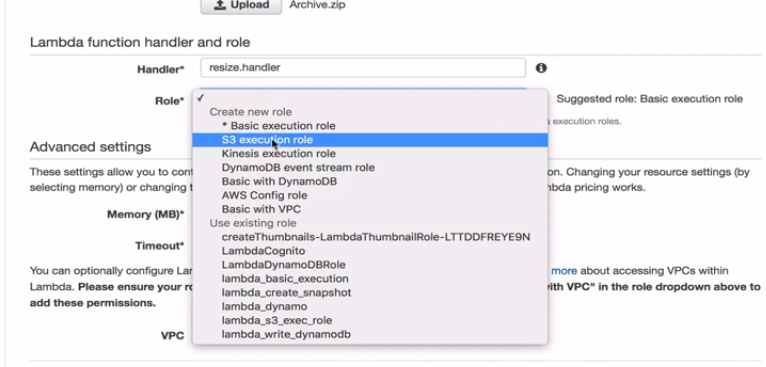 Upload Archive.zip
Lambda function handler and role
Handler* resize.handler
Role* Suggested role: Basic execution role
Create new role
* Basic execution role
execution roles.
S3 execution role
Kinesis execution role
Advanced settings
DynamoDB event stream role
These settings allow you to con on. Changing your resource settings (by
Basic with DynamoDB
selecting memory) or changing t bda pricing works.
AWS Config role
Basic with VPC
Memory (MB)*
Use existing role
createThumbnails-LambdaThumbnailRole-LTTDDFREYE9N
Timeout*
LambdaCognito
LambdaDynamoDBRole
You can optionally configure Lar more about accessing VPCs within
lambda_basic_execution
Lambda. Please ensure your ro ith VPC" in the role dropdown above to
lambda_create_snapshot
add these permissions.
lambda_dynamo
lambda_s3_exec_role
VPC
lambda_write_dynamodb